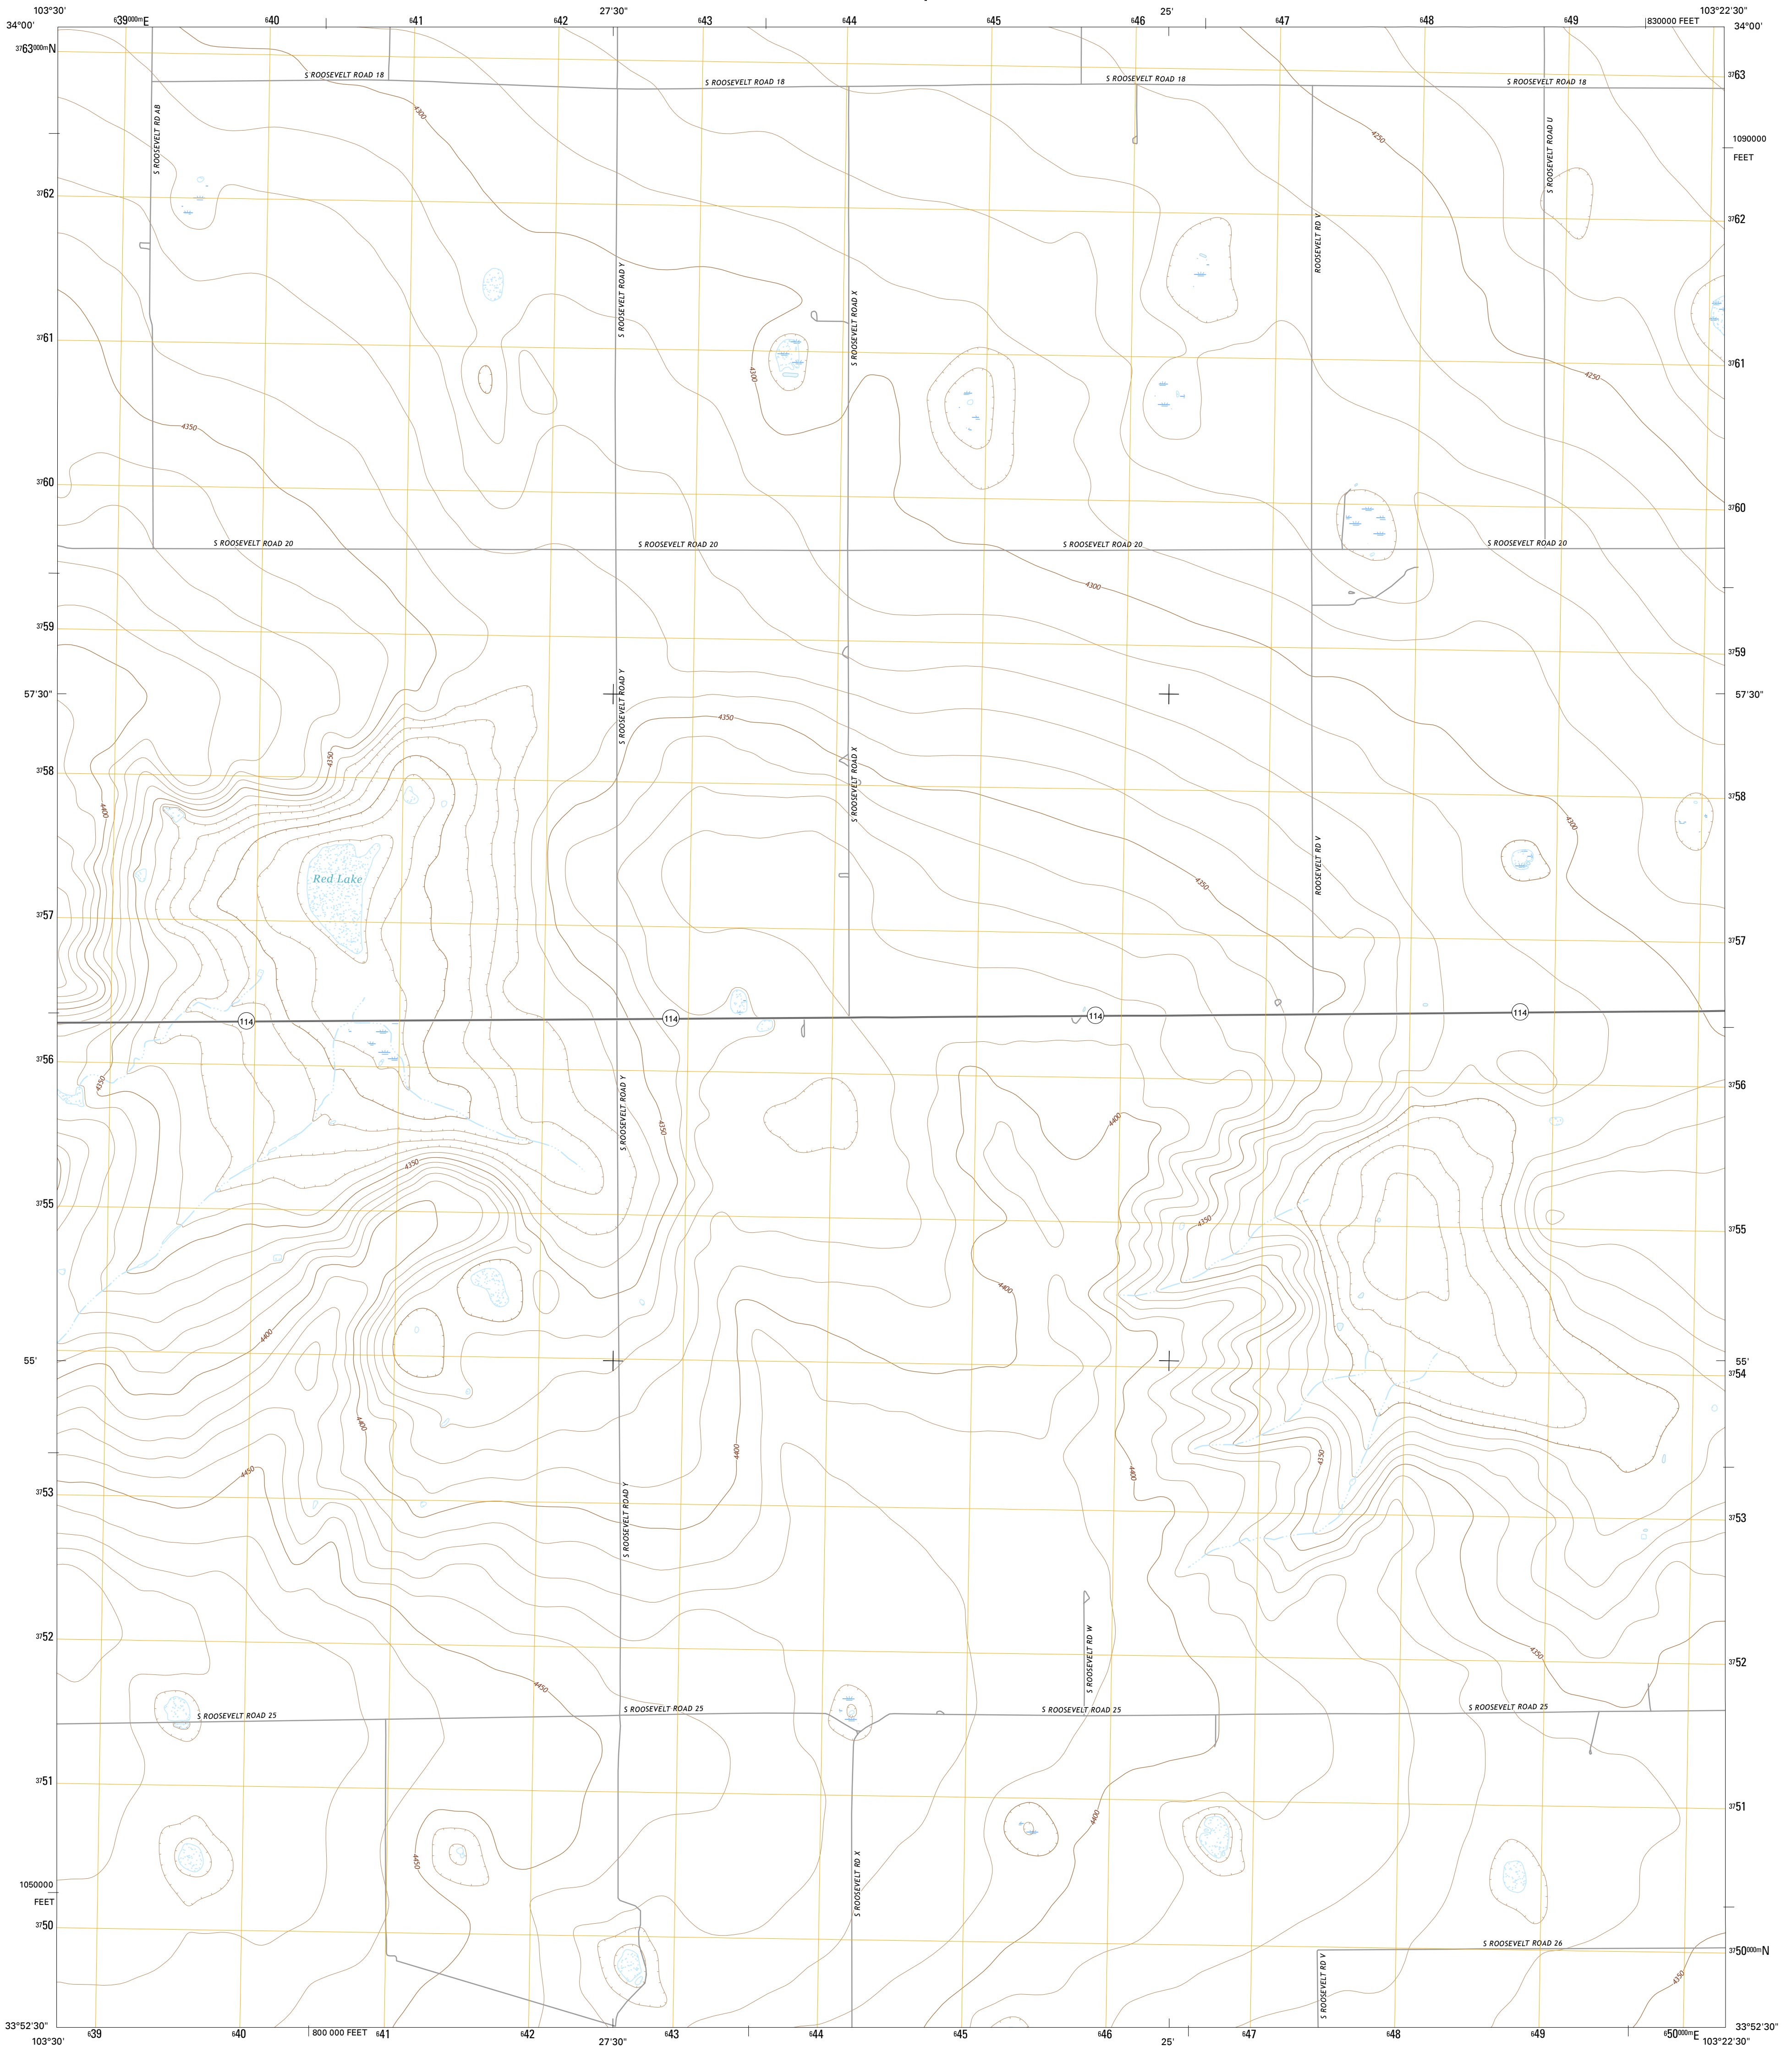 103°30'
639000mE
640
641
642
27'30"
643
644
645
646
25'
647
648
649
830000 FEET
103°22'30"
34°00'
34°00'
3763000mN
3763
S ROOSEVELT ROAD 18
S ROOSEVELT ROAD 18
S ROOSEVELT ROAD 18
S ROOSEVELT ROAD 18
S ROOSEVELT RD AB
4300
4250
S ROOSEVELT ROAD U
1090000
FEET
3762
3762
ROOSEVELT RD V
S ROOSEVELT ROAD Y
S ROOSEVELT ROAD X
3761
3761
4300
4250
4350
3760
3760
S ROOSEVELT ROAD 20
S ROOSEVELT ROAD 20
S ROOSEVELT ROAD 20
S ROOSEVELT ROAD 20
4300
3759
3759
57'30"
57'30"
S ROOSEVELT ROAD Y
4350
4350
S ROOSEVELT ROAD X
3758
3758
4400
4300
Red Lake
4350
ROOSEVELT RD V
3757
3757
114
114
114
114
3756
3756
4350
4350
S ROOSEVELT ROAD Y
4400
4350
3755
3755
4350
4400
4400
55'
55'
3754
4400
4400
4350
4450
4400
3753
3753
S ROOSEVELT ROAD Y
3752
3752
S ROOSEVELT RD W
4350
4450
S ROOSEVELT ROAD 25
S ROOSEVELT ROAD 25
S ROOSEVELT ROAD 25
S ROOSEVELT ROAD 25
3751
3751
4400
4450
S ROOSEVELT RD X
1050000
FEET
3750
3750000mN
S ROOSEVELT ROAD 26
S ROOSEVELT RD V
4350
33°52'30"
33°52'30"
103°30'
639
640
800 000 FEET
641
642
27'30"
643
644
645
646
25'
647
648
649
650000mE
103°22'30"